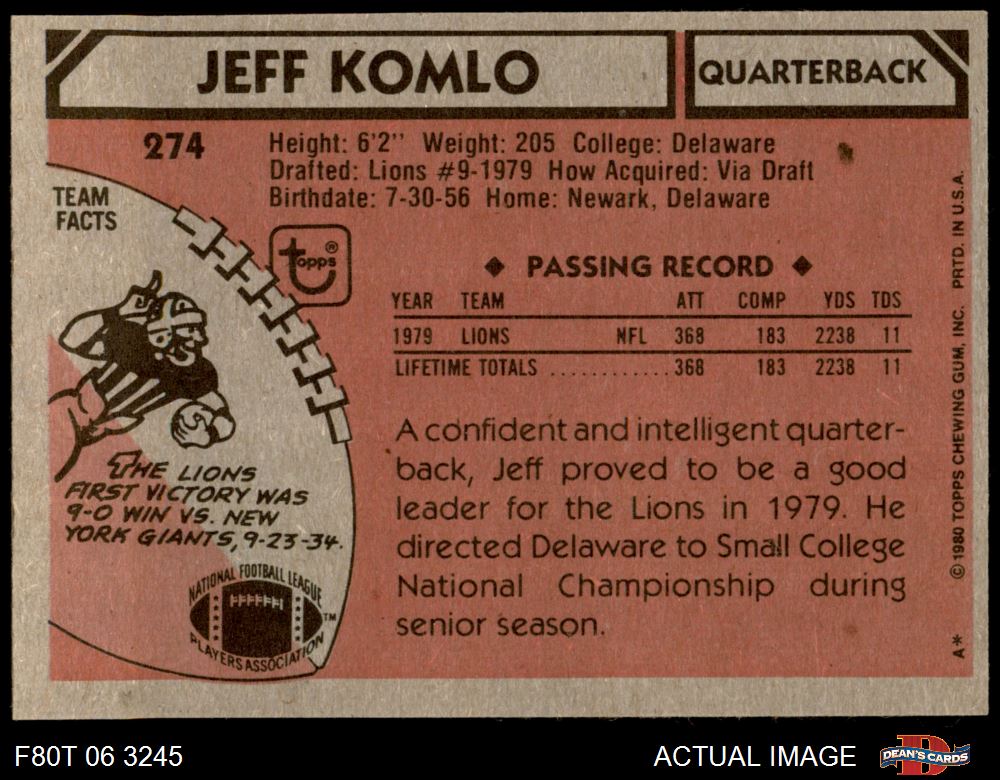 JEFF KOMLO
QUARTERBACK
274
Height: 6'2" Weight: 205 College: Delaware
Drafted: Lions #9-1979 How Acquired: Via Draft
Birthdate: 7-30-56 Home: Newark, Delaware
TEAM
FACTS
topps®
◆ PASSING RECORD ◆
YEAR TEAM ATT COMP YDS TDS
1979 LIONS NFL 368 183 2238 11
LIFETIME TOTALS ............ 368 183 2238 11
A confident and intelligent quarter-
back, Jeff proved to be a good
leader for the Lions in 1979. He
directed Delaware to Small College
National Championship during
senior season.
THE LIONS
FIRST VICTORY WAS
9-0 WIN VS. NEW
YORK GIANTS, 9-23-34.
NATIONAL FOOTBALL LEAGUE
PLAYERS ASSOCIATION
TM
A* © 1980 TOPPS CHEWING GUM, INC. PRTD. IN U.S.A.
F80T 06 3245
ACTUAL IMAGE
D
DEAN'S CARDS